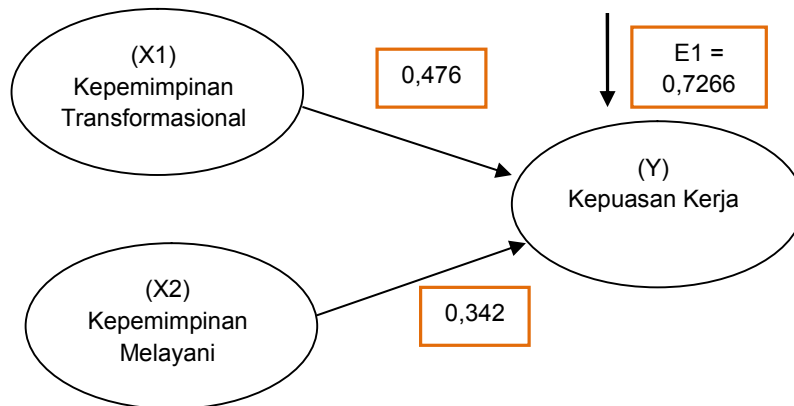 (X1)
Kepemimpinan
Transformasional
0,476
E1 =
0,7266
(Y)
Kepuasan Kerja
(X2)
Kepemimpinan
Melayani
0,342